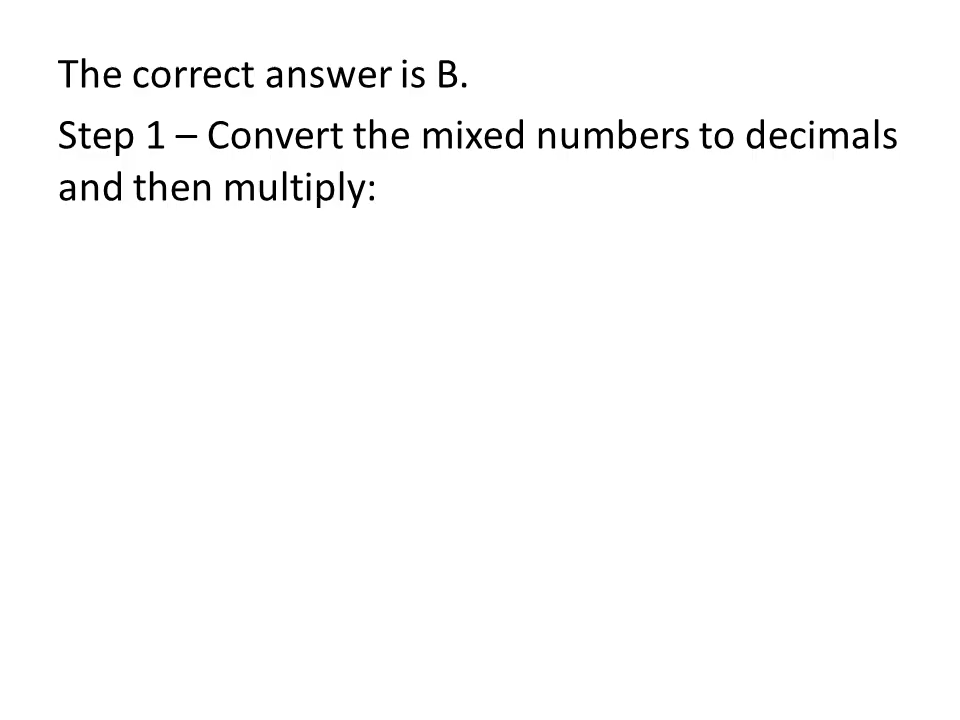 The correct answer is B.
Step 1 – Convert the mixed numbers to decimals
and then multiply: